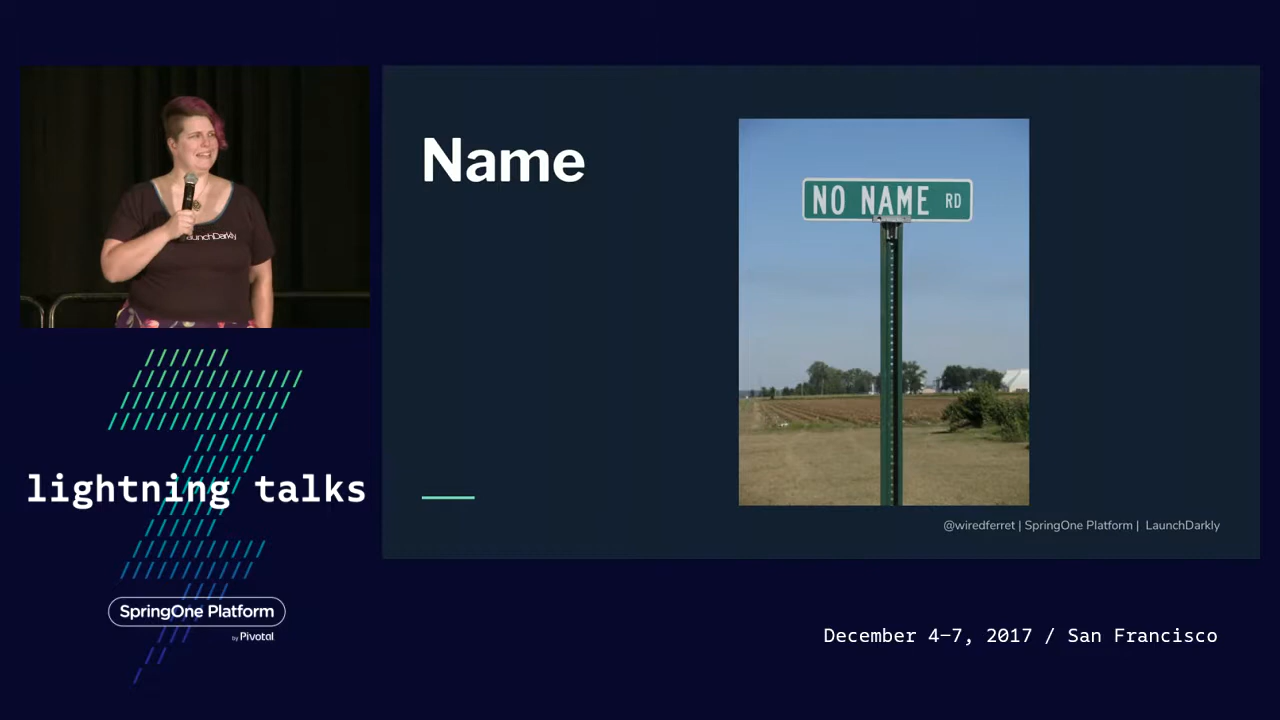 Name
NO NAME RD
LaunchDarkly
lightning talks
@wiredferret | SpringOne Platform | LaunchDarkly
SpringOne Platform
by Pivotal
December 4–7, 2017 / San Francisco